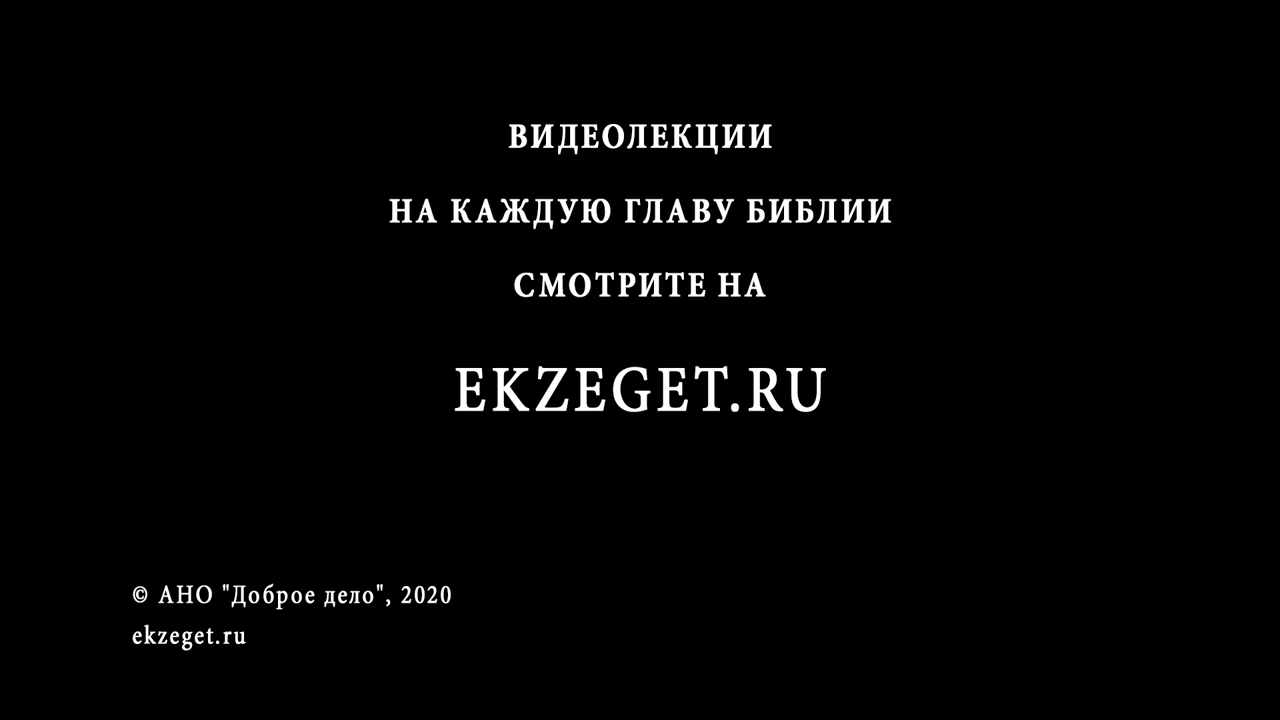 ВИДЕОЛЕКЦИИ
НА КАЖДУЮ ГЛАВУ БИБЛИИ
СМОТРИТЕ НА
EKZEGET.RU
© АНО "Доброе дело", 2020
ekzeget.ru